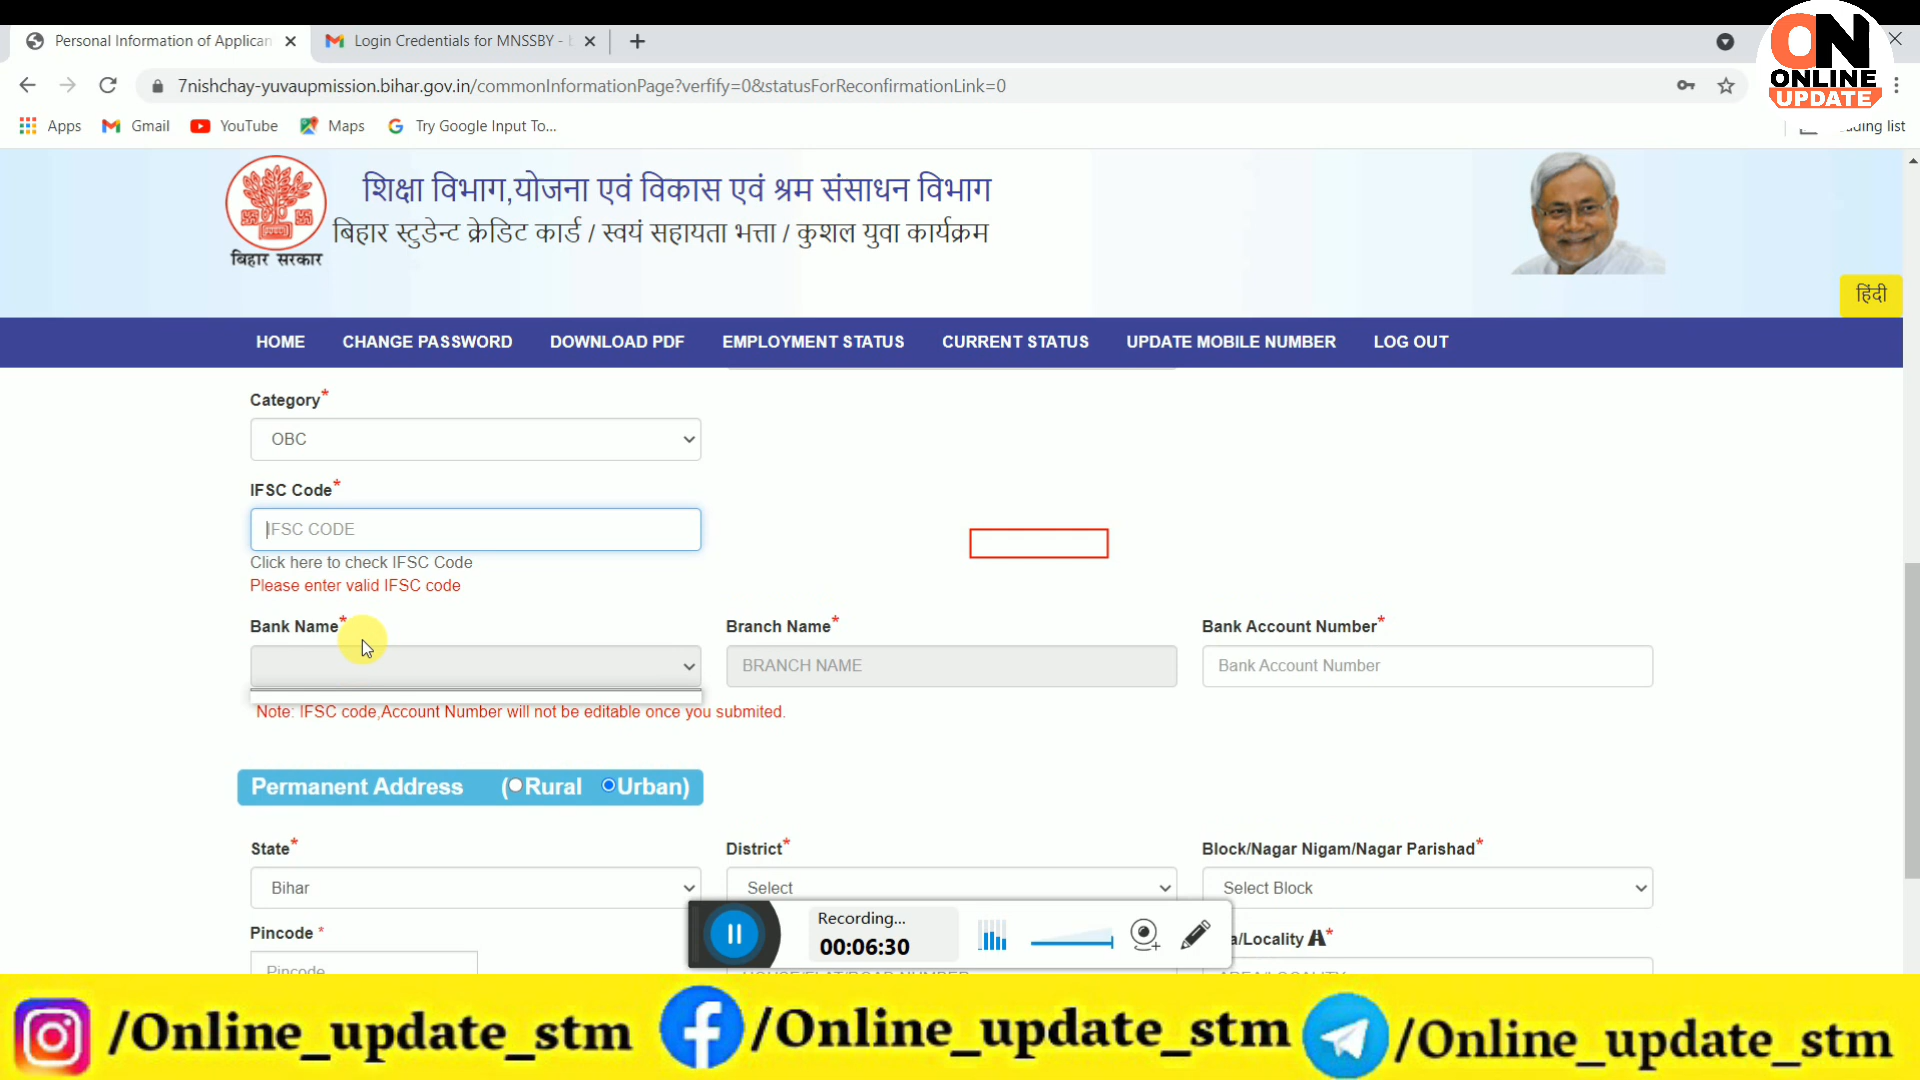 Personal Information of Applican
Login Credentials for MNSSBY -
7nishchay-yuvaupmission.bihar.gov.in/commonInformationPage?verfify=0&statusForReconfirmationLink=0
Apps
Gmail
YouTube
Maps
Try Google Input To...
ON
ONLINE
UPDATE
list
शिक्षा विभाग,योजना एवं विकास एवं श्रम संसाधन विभाग
बिहार स्टुडेन्ट क्रेडिट कार्ड / स्वयं सहायता भत्ता / कुशल युवा कार्यक्रम
बिहार सरकार
हिंदी
HOME CHANGE PASSWORD DOWNLOAD PDF EMPLOYMENT STATUS CURRENT STATUS UPDATE MOBILE NUMBER LOG OUT
Category*
OBC
IFSC Code*
IFSC CODE
Click here to check IFSC Code
Please enter valid IFSC code
Bank Name* Branch Name* Bank Account Number*
BRANCH NAME Bank Account Number
Note: IFSC code,Account Number will not be editable once you submited.
Permanent Address (Rural Urban)
State* District* Block/Nagar Nigam/Nagar Parishad*
Bihar Select Select Block
Pincode * a/Locality *
Pincode
Recording...
00:06:30
/Online_update_stm /Online_update_stm /Online_update_stm